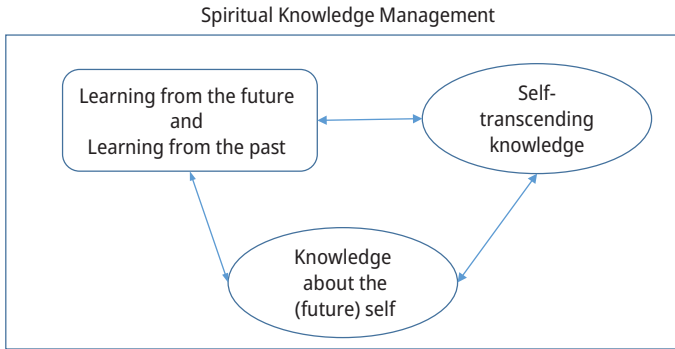 Spiritual Knowledge Management
Learning from the future
and
Learning from the past
Self-
transcending
knowledge
Knowledge
about the
(future) self